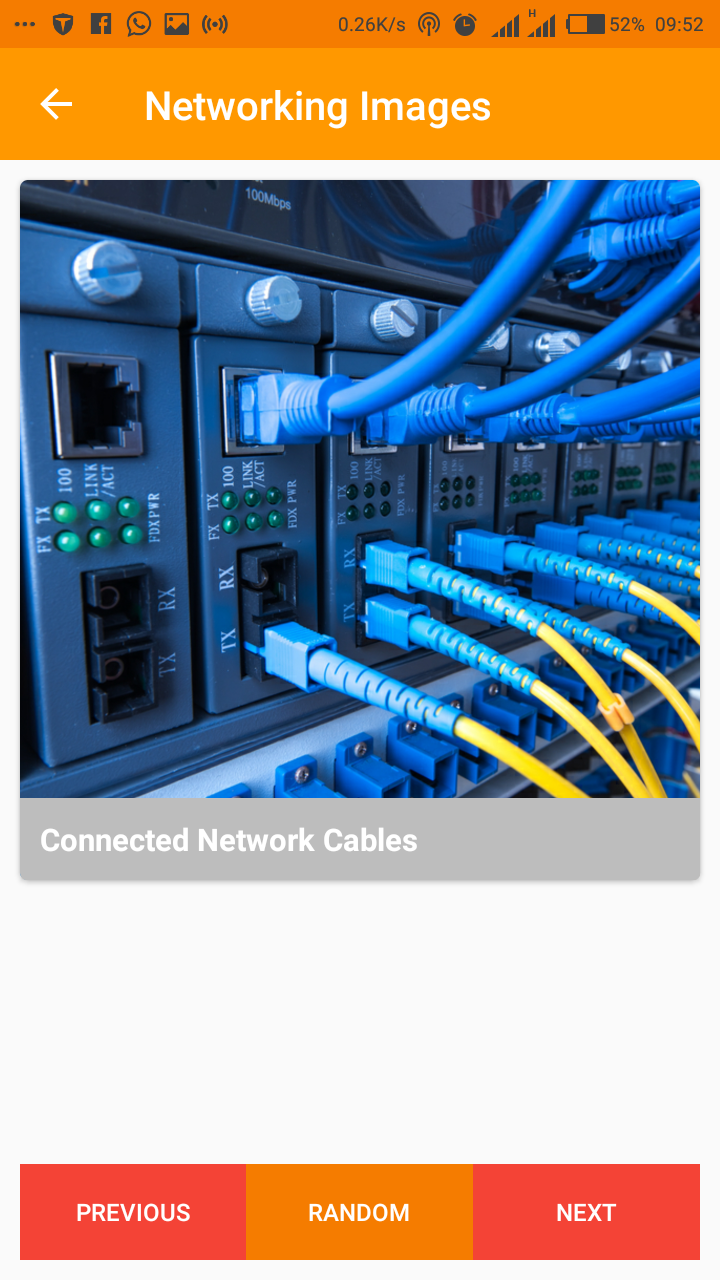 0.26K/s H 52% 09:52
Networking Images
100Mbps
100 LINK/ACT
FX TX FDX PWR
RX
TX
100 LINK/ACT
FX TX FDX PWR
RX
TX
100 LINK/ACT
FX TX FDX PWR
RX
TX
Connected Network Cables
PREVIOUS RANDOM NEXT